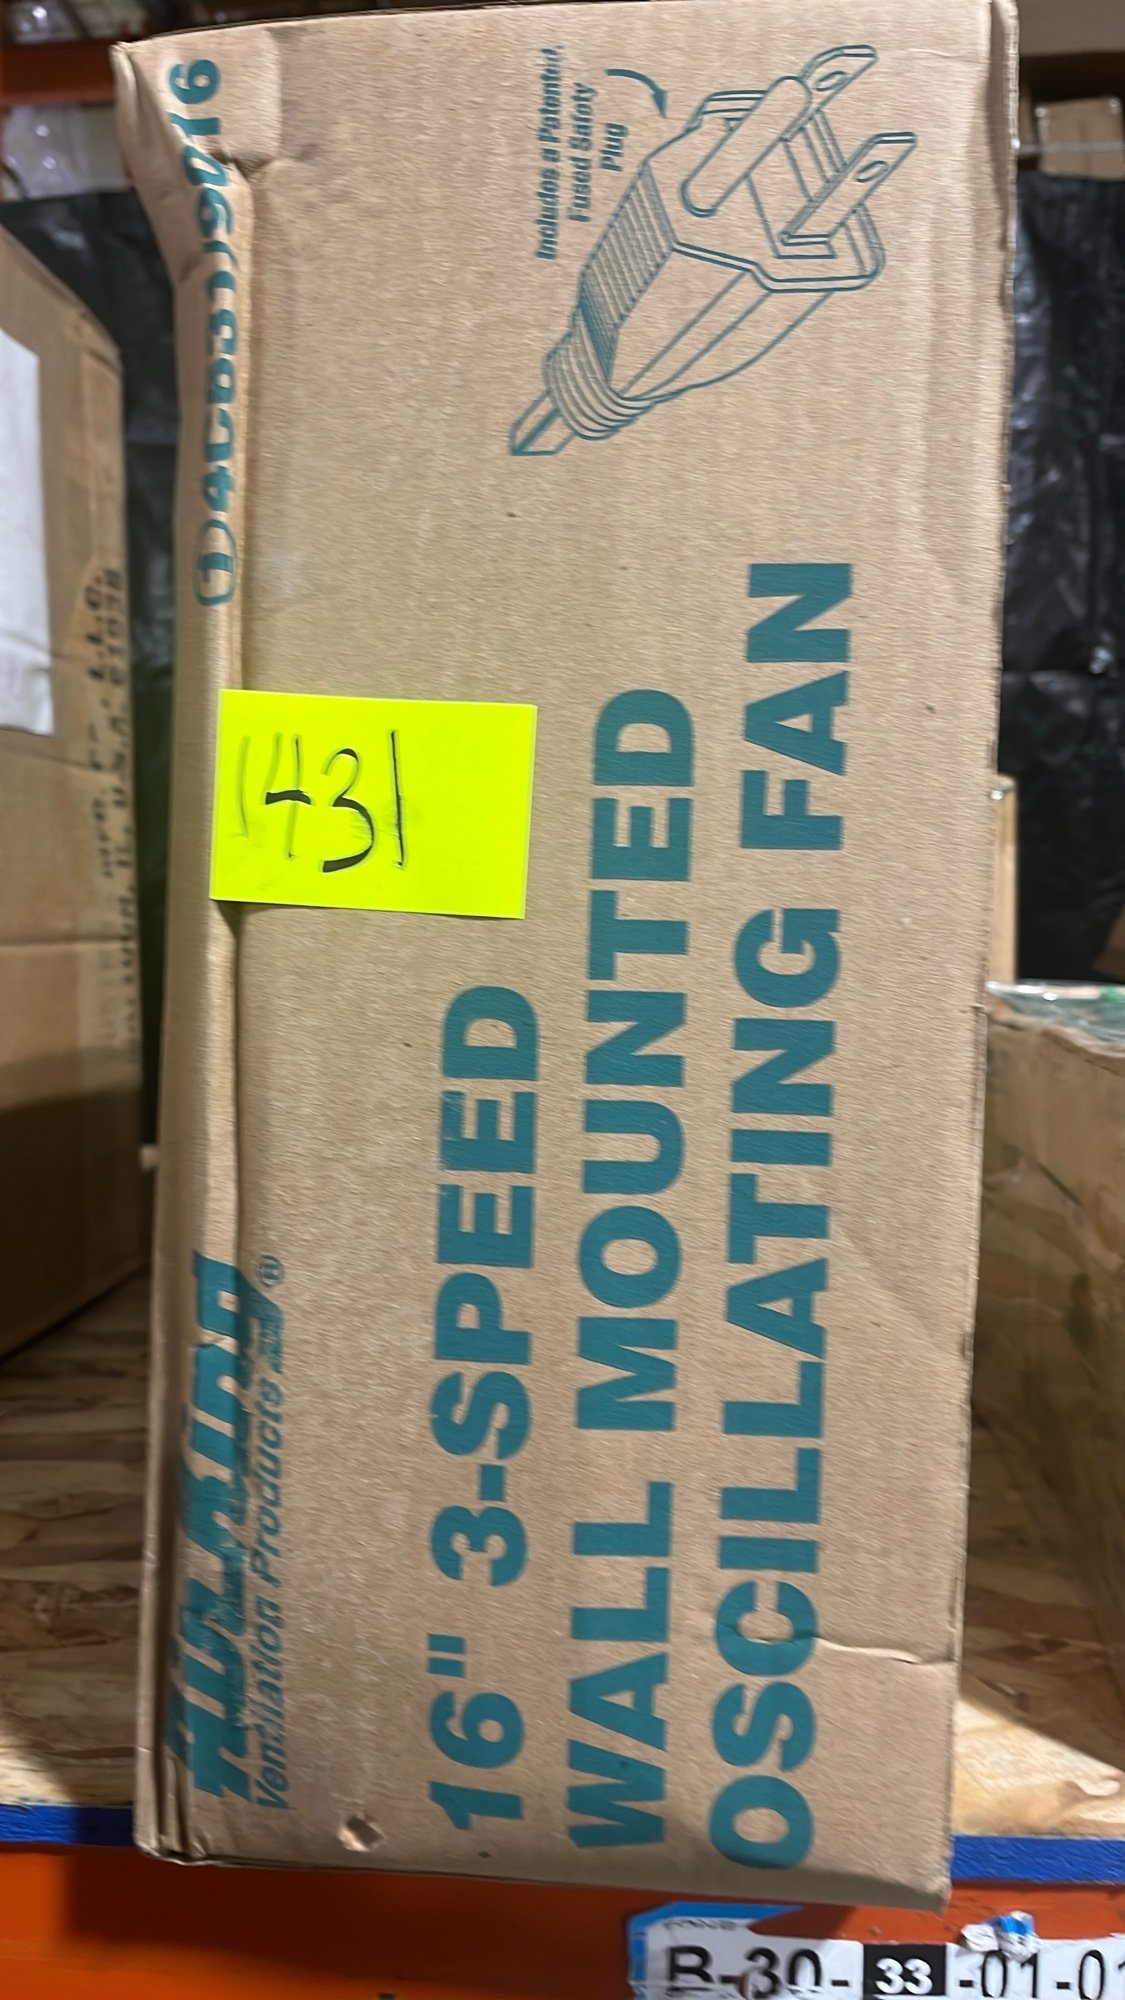 Ventilation Products ®
16" 3-SPEED
WALL MOUNTED
OSCILLATING FAN
1431
Includes a Patented,
Fused Safety
Plug
B-30-33-01-01